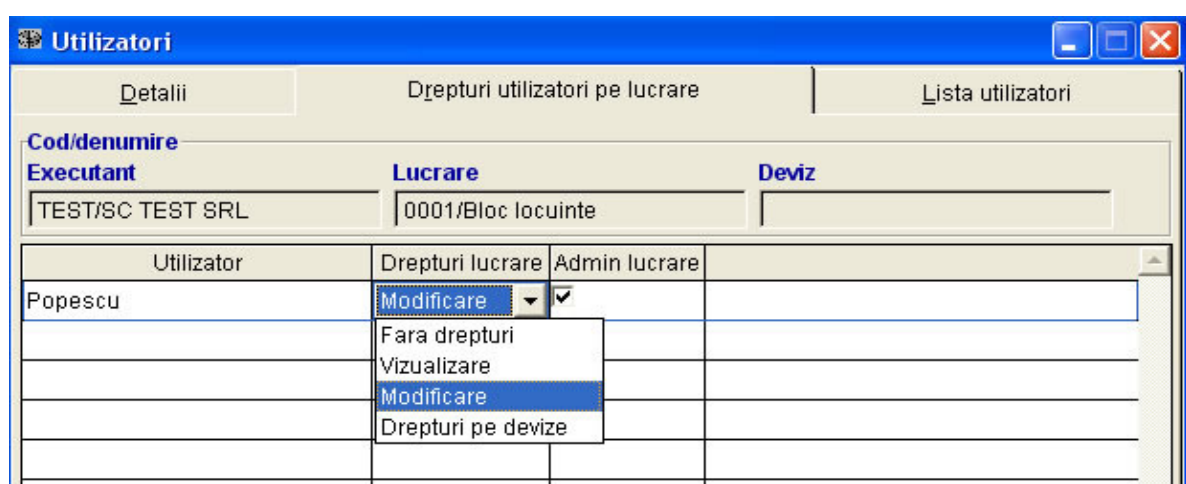 Utilizatori
Detalii Drepturi utilizatori pe lucrare Lista utilizatori
Cod/denumire
Executant Lucrare Deviz
TEST/SC TEST SRL 0001/Bloc locuinte
Utilizator Drepturi lucrare Admin lucrare
Popescu Modificare
Fara drepturi
Vizualizare
Modificare
Drepturi pe devize